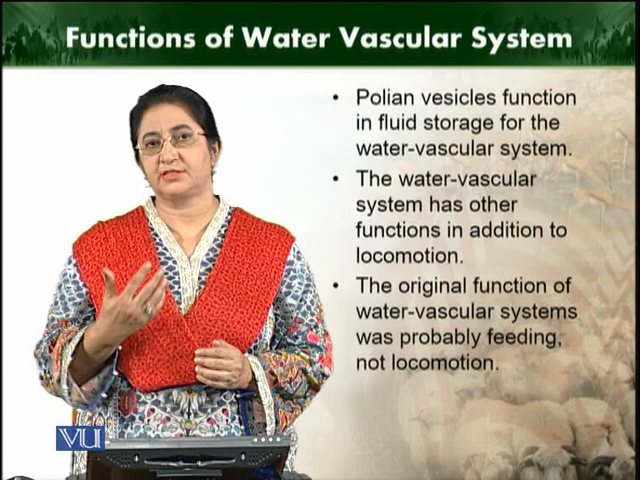 Functions of Water Vascular System
• Polian vesicles function
in fluid storage for the
water-vascular system.
• The water-vascular
system has other
functions in addition to
locomotion.
• The original function of
water-vascular systems
was probably feeding,
not locomotion.
VU